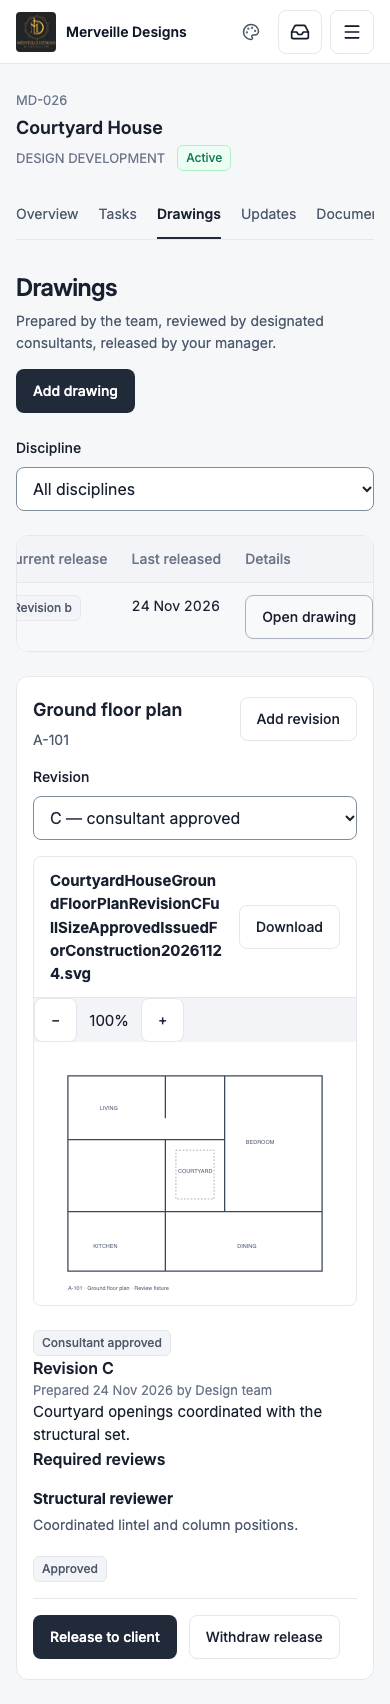 Merveille Designs
MD-026
Courtyard House
DESIGN DEVELOPMENT Active
Overview Tasks Drawings Updates Documen
Drawings
Prepared by the team, reviewed by designated
consultants, released by your manager.
Add drawing
Discipline
All disciplines
urrent release Last released Details
Revision b 24 Nov 2026 Open drawing
Ground floor plan
Add revision
A-101
Revision
C — consultant approved
CourtyardHouseGroun
dFloorPlanRevisionCFu
llSizeApprovedIssuedF
orConstruction2026112
4.svg
Download
− 100% +
LIVING
BEDROOM
COURTYARD
KITCHEN DINING
A-101 · Ground floor plan · Review fixture
Consultant approved
Revision C
Prepared 24 Nov 2026 by Design team
Courtyard openings coordinated with the
structural set.
Required reviews
Structural reviewer
Coordinated lintel and column positions.
Approved
Release to client Withdraw release